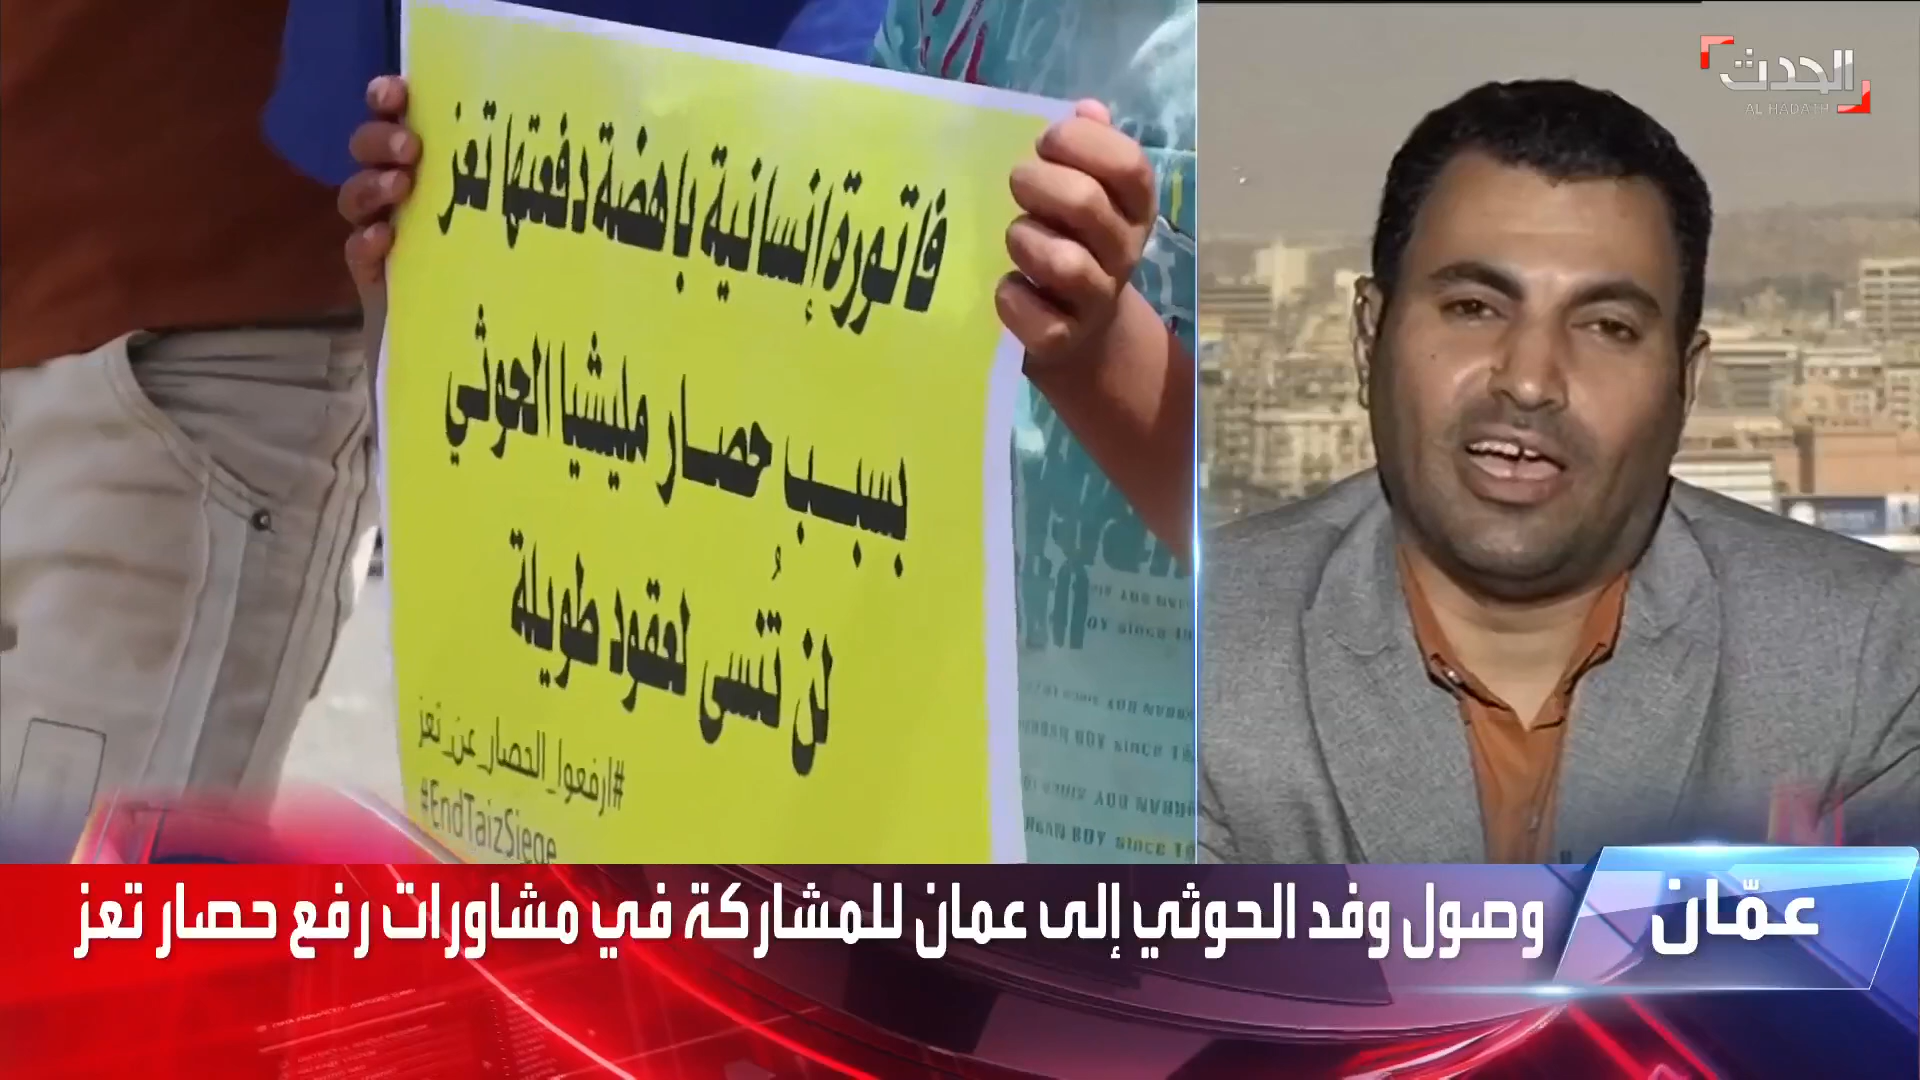 الحدث
AL HADATH
فاتورة إنسانية باهضة دفعتها تعز
بسبب حصار مليشيا الحوثي
لن تُنسى لعقود طويلة
#ارفعوا_الحصار_عن_تعز
#EndTaizSiege
عمّان
وصول وفد الحوثي إلى عمان للمشاركة في مشاورات رفع حصار تعز